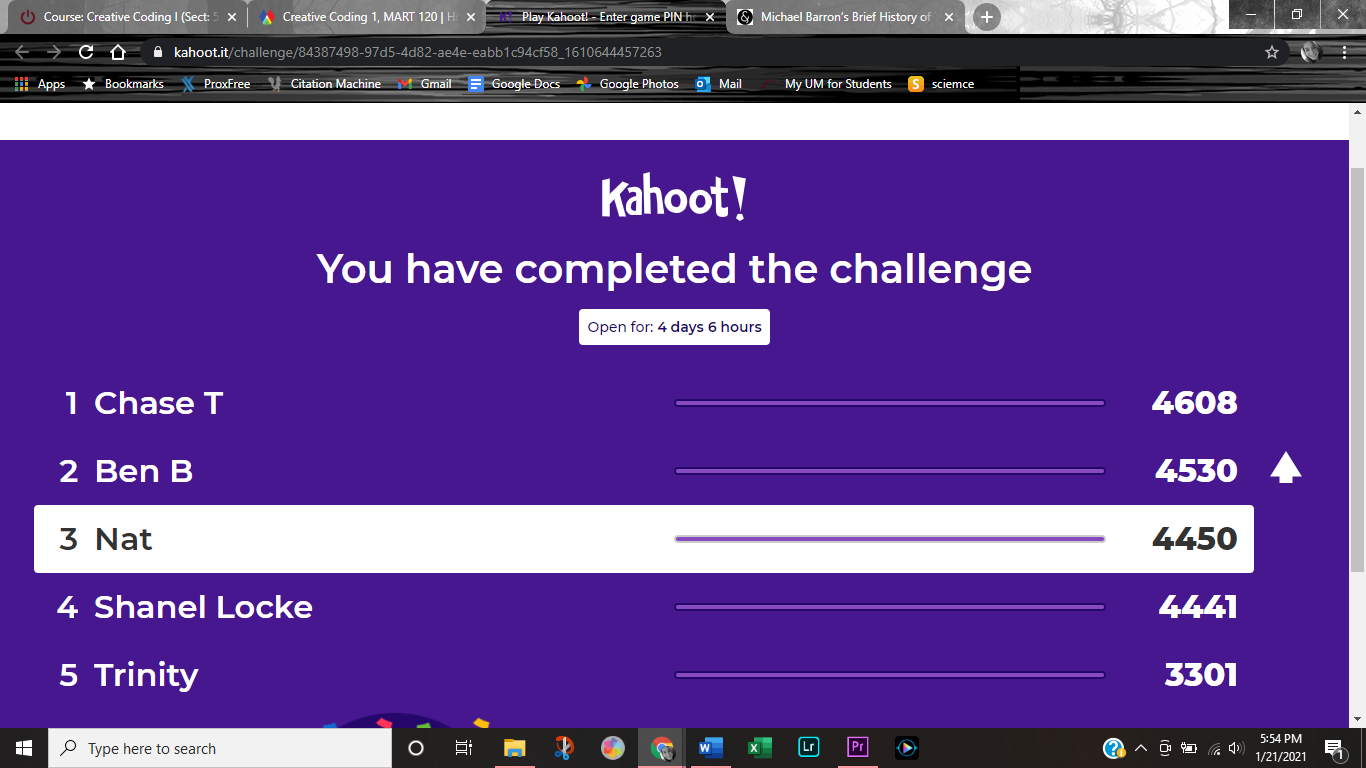 Course: Creative Coding I (Sect: 5
Creative Coding 1, MART 120 | H
Play Kahoot! - Enter game PIN h
Michael Barron's Brief History of
kahoot.it/challenge/84387498-97d5-4d82-ae4e-eabb1c94cf58_1610644457263
Apps Bookmarks ProxFree Citation Machine Gmail Google Docs Google Photos Mail My UM for Students S sciemce
Kahoot!
You have completed the challenge
Open for: 4 days 6 hours
1 Chase T 4608
2 Ben B 4530
3 Nat 4450
4 Shanel Locke 4441
5 Trinity 3301
Type here to search
Lr
Pr
5:54 PM
1/21/2021
1